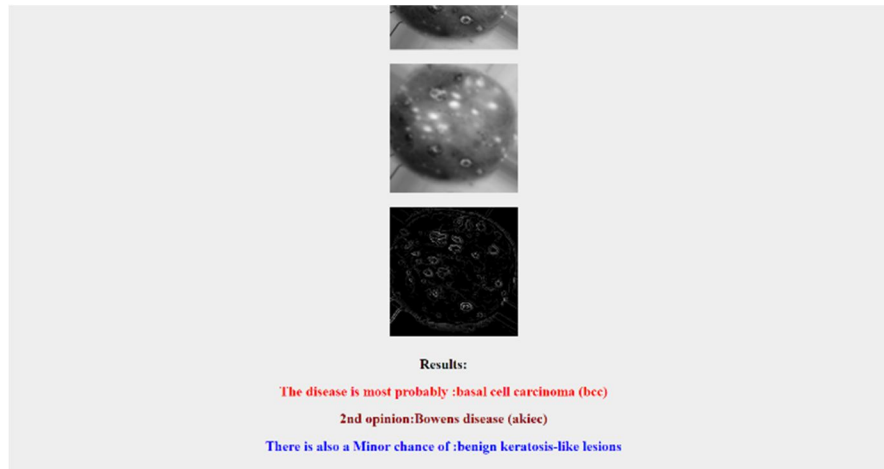 Results:
The disease is most probably :basal cell carcinoma (bcc)
2nd opinion:Bowens disease (akiec)
There is also a Minor chance of :benign keratosis-like lesions